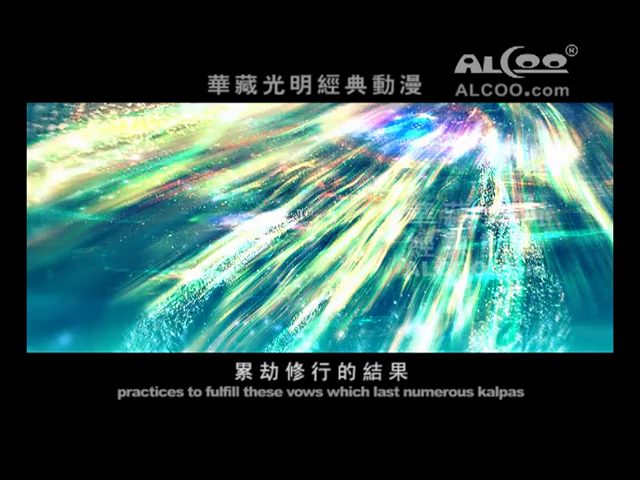 華藏光明經典動漫
ALCOO®
ALCOO.com
累劫修行的結果
practices to fulfill these vows which last numerous kalpas